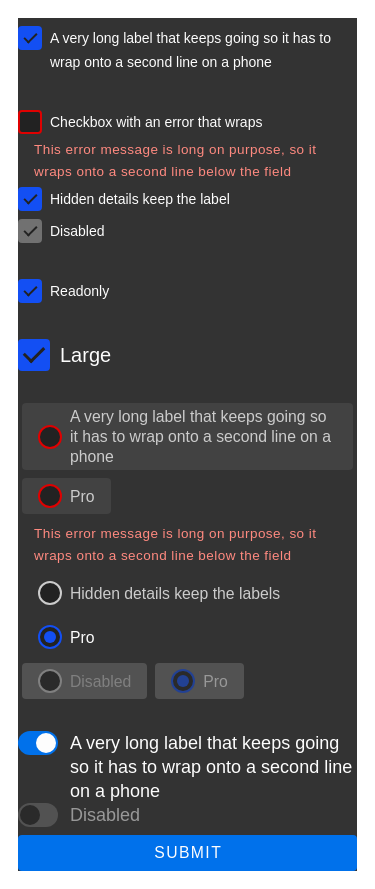 A very long label that keeps going so it has to
wrap onto a second line on a phone
Checkbox with an error that wraps
This error message is long on purpose, so it
wraps onto a second line below the field
Hidden details keep the label
Disabled
Readonly
Large
A very long label that keeps going so
it has to wrap onto a second line on a
phone
Pro
This error message is long on purpose, so it
wraps onto a second line below the field
Hidden details keep the labels
Pro
Disabled Pro
A very long label that keeps going
so it has to wrap onto a second line
on a phone
Disabled
SUBMIT